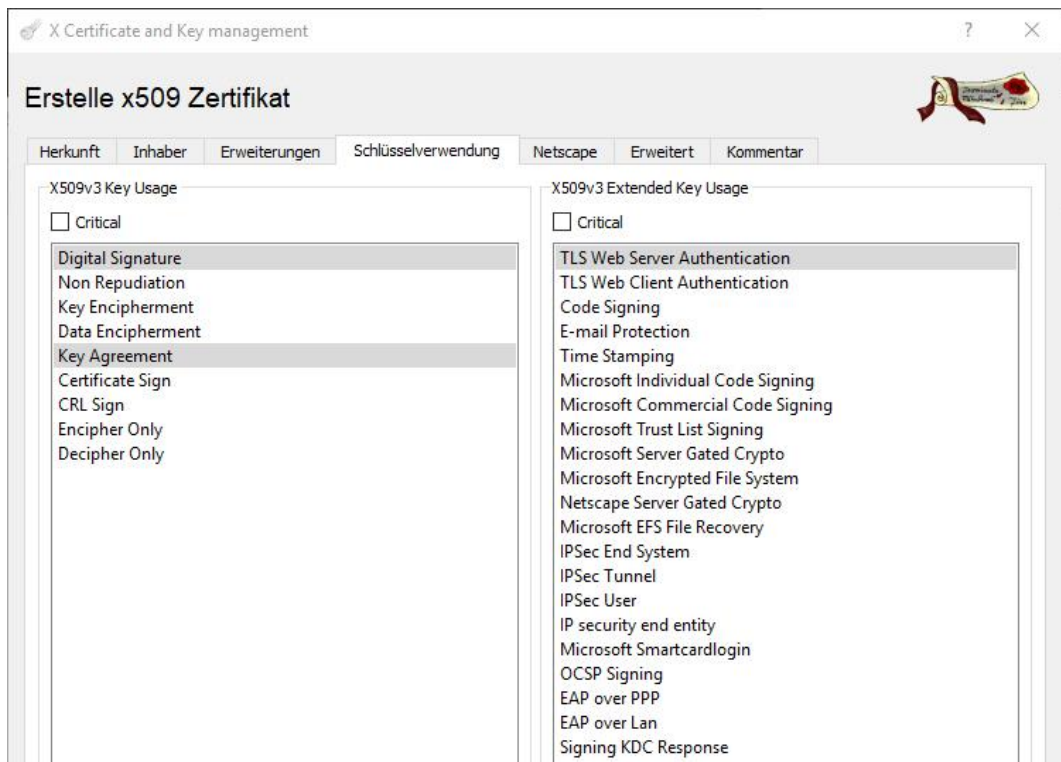 X Certificate and Key management
Erstelle x509 Zertifikat
Herkunft Inhaber Erweiterungen Schlüsselverwendung Netscape Erweitert Kommentar
X509v3 Key Usage
Critical
Digital Signature
Non Repudiation
Key Encipherment
Data Encipherment
Key Agreement
Certificate Sign
CRL Sign
Encipher Only
Decipher Only
X509v3 Extended Key Usage
Critical
TLS Web Server Authentication
TLS Web Client Authentication
Code Signing
E-mail Protection
Time Stamping
Microsoft Individual Code Signing
Microsoft Commercial Code Signing
Microsoft Trust List Signing
Microsoft Server Gated Crypto
Microsoft Encrypted File System
Netscape Server Gated Crypto
Microsoft EFS File Recovery
IPSec End System
IPSec Tunnel
IPSec User
IP security end entity
Microsoft Smartcardlogin
OCSP Signing
EAP over PPP
EAP over Lan
Signing KDC Response